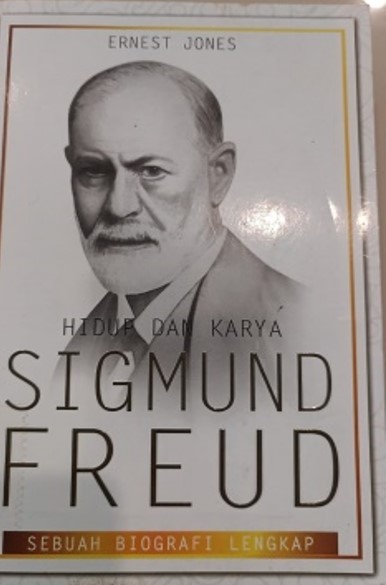 ERNEST JONES
HIDUP DAN KARYA
SIGMUND
FREUD
SEBUAH BIOGRAFI LENGKAP